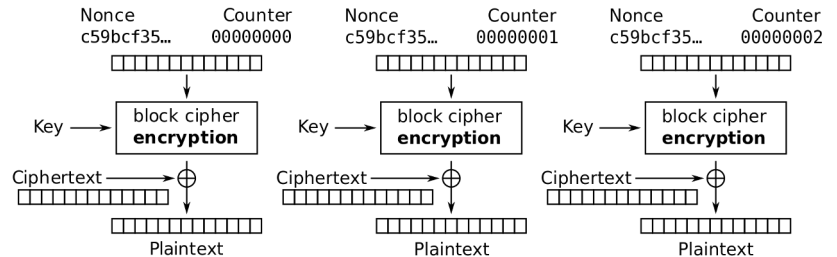 Nonce Counter Nonce Counter Nonce Counter
c59bcf35… 00000000 c59bcf35… 00000001 c59bcf35… 00000002
block cipher block cipher block cipher
Key encryption Key encryption Key encryption
Ciphertext Ciphertext Ciphertext
Plaintext Plaintext Plaintext